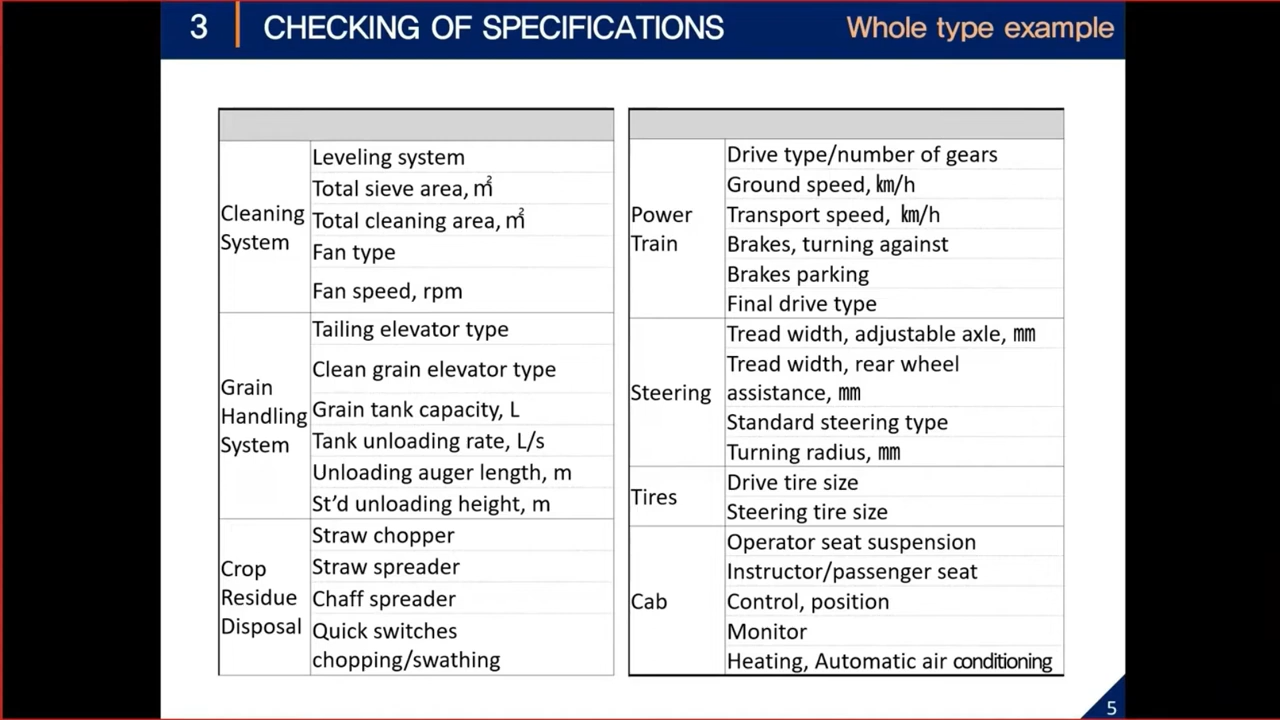 3 CHECKING OF SPECIFICATIONS Whole type example
Cleaning
System
Leveling system
Total sieve area, ㎡
Total cleaning area, ㎡
Fan type
Fan speed, rpm
Grain
Handling
System
Tailing elevator type
Clean grain elevator type
Grain tank capacity, L
Tank unloading rate, L/s
Unloading auger length, m
St’d unloading height, m
Crop
Residue
Disposal
Straw chopper
Straw spreader
Chaff spreader
Quick switches
chopping/swathing
Power
Train
Drive type/number of gears
Ground speed, ㎞/h
Transport speed, ㎞/h
Brakes, turning against
Brakes parking
Final drive type
Steering
Tread width, adjustable axle, ㎜
Tread width, rear wheel
assistance, ㎜
Standard steering type
Turning radius, ㎜
Tires
Drive tire size
Steering tire size
Cab
Operator seat suspension
Instructor/passenger seat
Control, position
Monitor
Heating, Automatic air conditioning
5